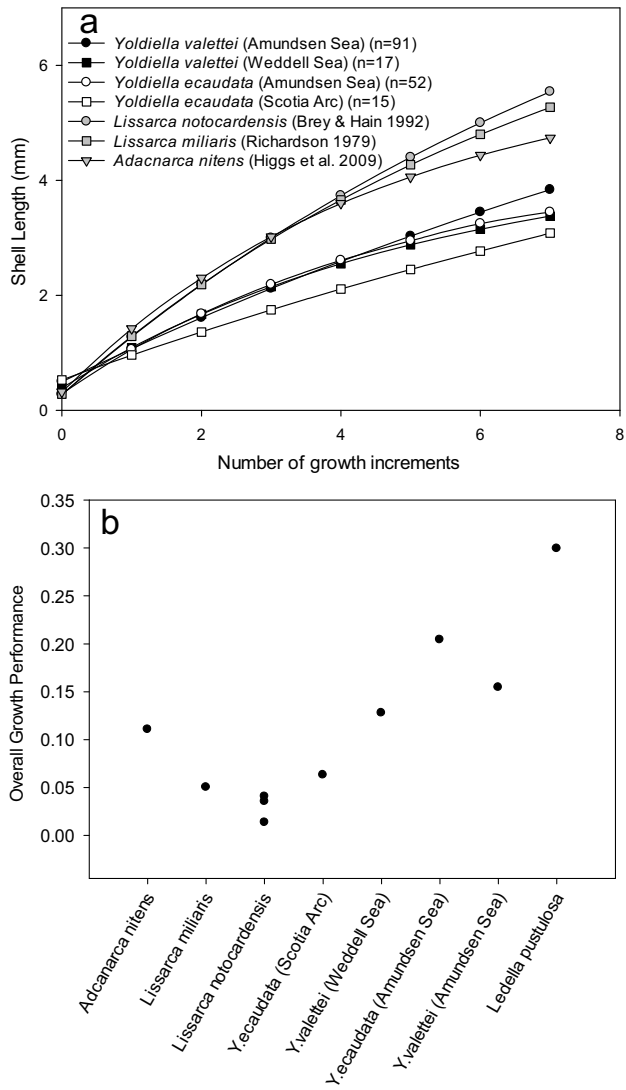 a
Yoldiella valettei (Amundsen Sea) (n=91)
Yoldiella valettei (Weddell Sea) (n=17)
Yoldiella ecaudata (Amundsen Sea) (n=52)
Yoldiella ecaudata (Scotia Arc) (n=15)
Lissarca notocardensis (Brey & Hain 1992)
Lissarca miliaris (Richardson 1979)
Adacnarca nitens (Higgs et al. 2009)
Shell Length (mm)
6
4
2
0
0 2 4 6 8
Number of growth increments
b
Overall Growth Performance
0.35
0.30
0.25
0.20
0.15
0.10
0.05
0.00
Adcanarca nitens
Lissarca miliaris
Lissarca notocardensis
Y.ecaudata (Scotia Arc)
Y.valettei (Weddell Sea)
Y.ecaudata (Amundsen Sea)
Y.valettei (Amundsen Sea)
Ledella pustulosa